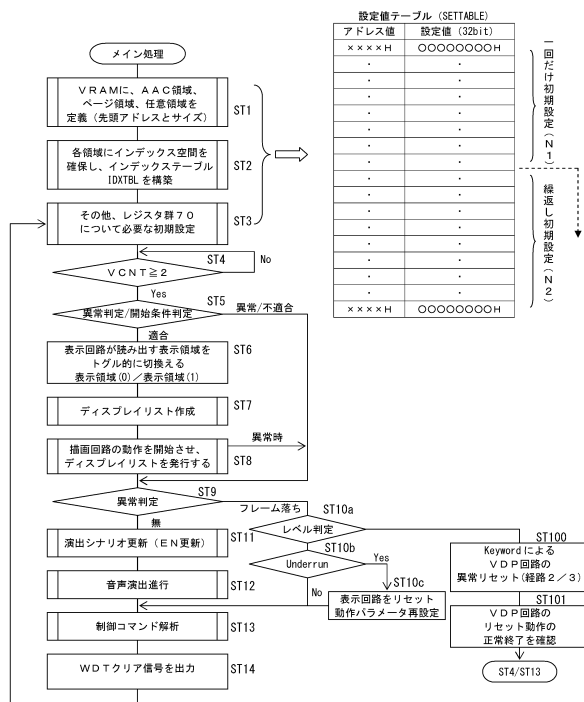 メイン処理
ＶＲＡＭに、ＡＡＣ領域、
ページ領域、任意領域を
定義（先頭アドレスとサイズ）
ST1
各領域にインデックス空間を
確保し、インデックステーブル
IDXTBLを構築
ST2
その他、レジスタ群７０
について必要な初期設定
ST3
ST4
ＶＣＮＴ≧２
No
Yes
ST5
異常判定/開始条件判定
異常/不適合
適合
表示回路が読み出す表示領域を
トグル的に切換える
表示領域(0)／表示領域(1)
ST6
ディスプレイリスト作成
ST7
描画回路の動作を開始させ、
ディスプレイリストを発行する
ST8
異常時
ST9
異常判定
フレーム落ち
無
演出シナリオ更新（ＥＮ更新）
ST11
音声演出進行
ST12
制御コマンド解析
ST13
ＷＤＴクリア信号を出力
ST14
ST10a
レベル判定
ST10b
Underrun
Yes
No
ST10c
表示回路をリセット
動作パラメータ再設定
ST100
Keywordによる
ＶＤＰ回路の
異常リセット(経路２／３)
ST101
ＶＤＰ回路の
リセット動作の
正常終了を確認
ST4/ST13
設定値テーブル（SETTABLE）
アドレス値 設定値（32bit）
××××H ○○○○○○○○H
××××H ○○○○○○○○H
一回だけ初期設定（Ｎ１）
繰返し初期設定（Ｎ２）